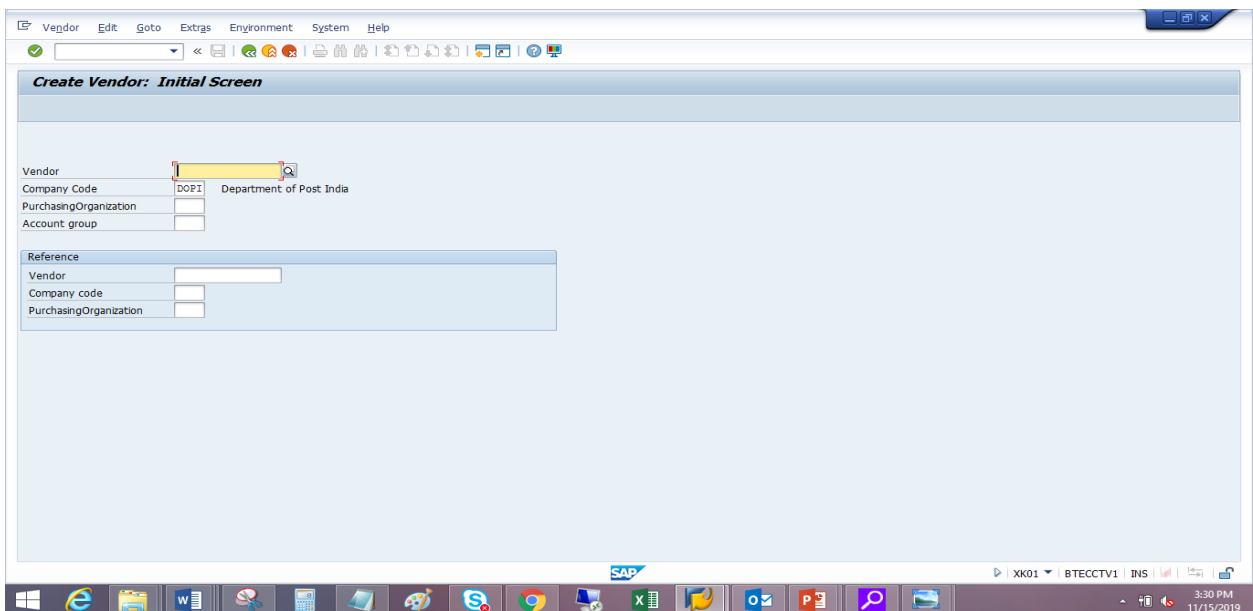 Vendor Edit Goto Extras Environment System Help
Create Vendor: Initial Screen
Vendor
Company Code DOPI Department of Post India
PurchasingOrganization
Account group
Reference
Vendor
Company code
PurchasingOrganization
SAP
XK01 BTECCTV1 INS
3:30 PM
11/15/2019